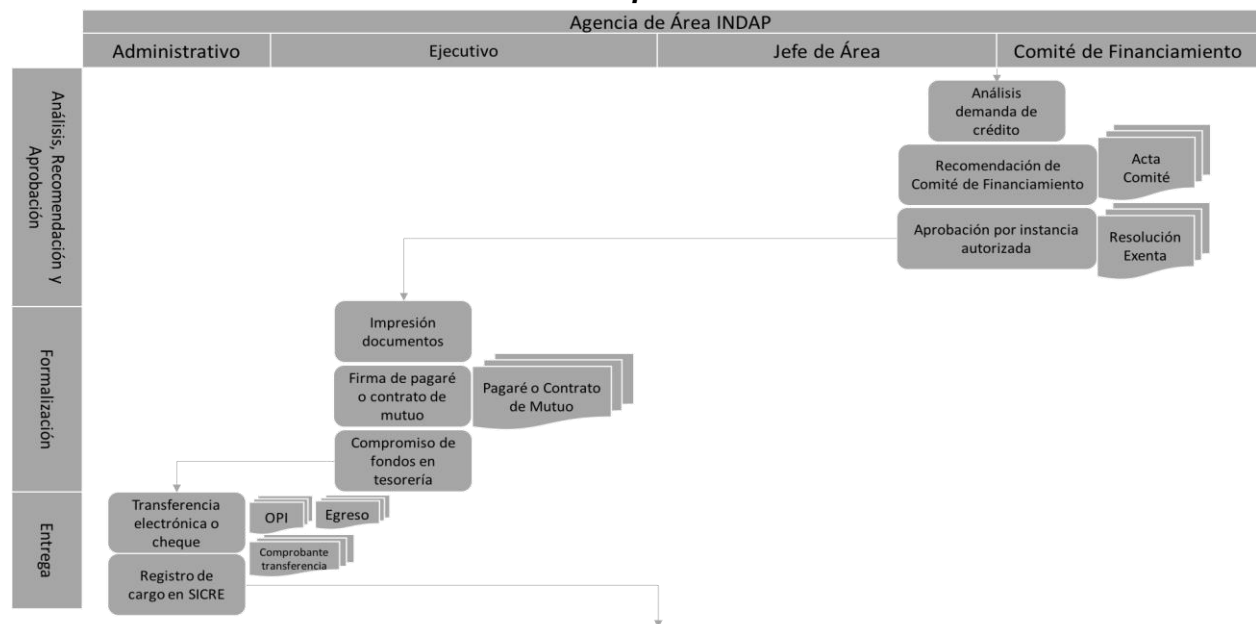 Agencia de Área INDAP
Administrativo
Ejecutivo
Jefe de Área
Comité de Financiamiento
Análisis, Recomendación y
Aprobación
Análisis
demanda de
crédito
Recomendación de
Comité de Financiamiento
Acta
Comité
Aprobación por instancia
autorizada
Resolución
Exenta
Formalización
Impresión
documentos
Firma de pagaré
o contrato de
mutuo
Pagaré o Contrato
de Mutuo
Compromiso de
fondos en
tesorería
Entrega
Transferencia
electrónica o
cheque
OPI
Egreso
Comprobante
transferencia
Registro de
cargo en SICRE